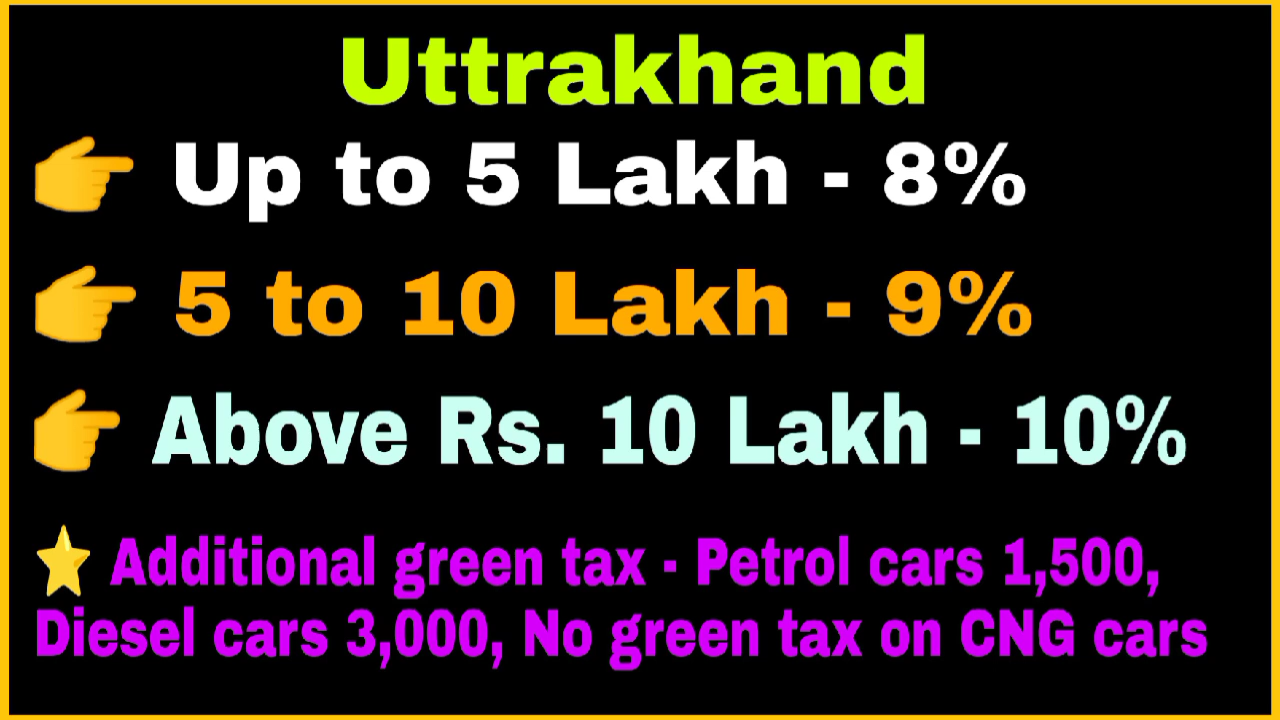 Uttrakhand
👉 Up to 5 Lakh - 8%
👉 5 to 10 Lakh - 9%
👉 Above Rs. 10 Lakh - 10%
⭐ Additional green tax - Petrol cars 1,500,
Diesel cars 3,000, No green tax on CNG cars